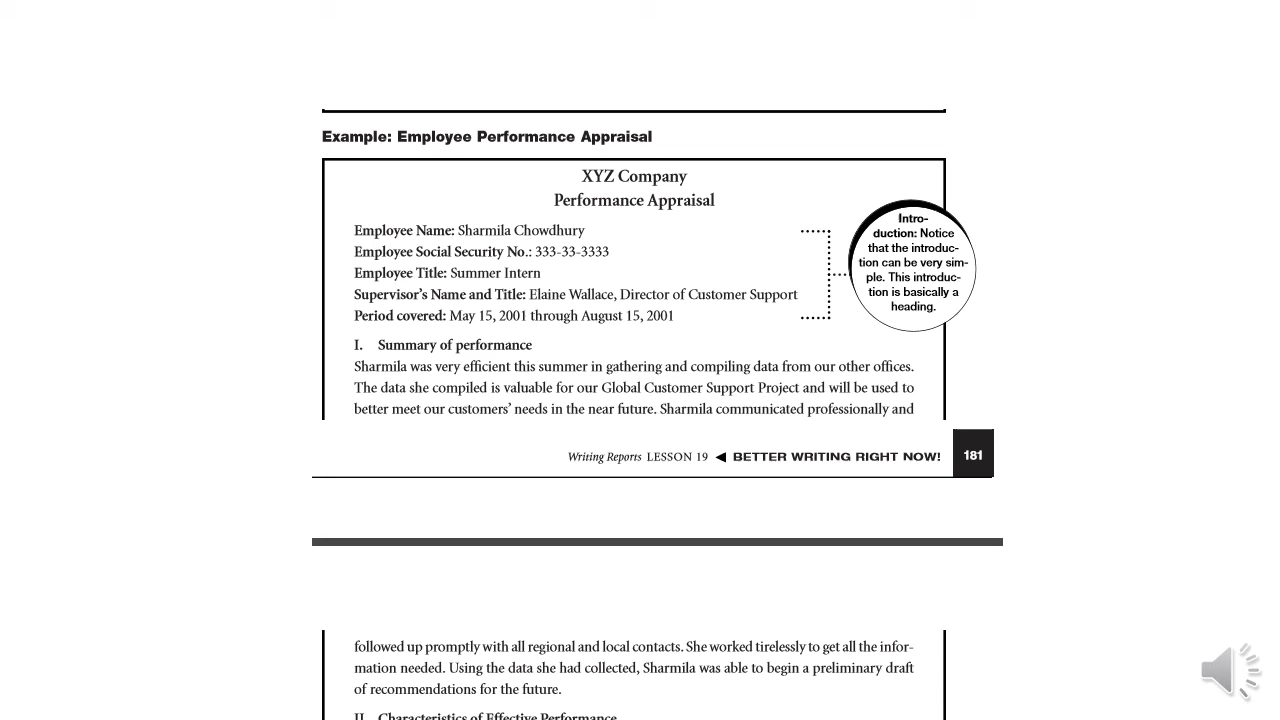 Example: Employee Performance Appraisal
XYZ Company
Performance Appraisal
Employee Name: Sharmila Chowdhury
Employee Social Security No.: 333-33-3333
Employee Title: Summer Intern
Supervisor's Name and Title: Elaine Wallace, Director of Customer Support
Period covered: May 15, 2001 through August 15, 2001
Intro-
duction: Notice
that the introduc-
tion can be very sim-
ple. This introduc-
tion is basically a
heading.
I. Summary of performance
Sharmila was very efficient this summer in gathering and compiling data from our other offices.
The data she compiled is valuable for our Global Customer Support Project and will be used to
better meet our customers' needs in the near future. Sharmila communicated professionally and
Writing Reports LESSON 19 ◀ BETTER WRITING RIGHT NOW! 181
followed up promptly with all regional and local contacts. She worked tirelessly to get all the infor-
mation needed. Using the data she had collected, Sharmila was able to begin a preliminary draft
of recommendations for the future.
II. Characteristics of Effective Performance